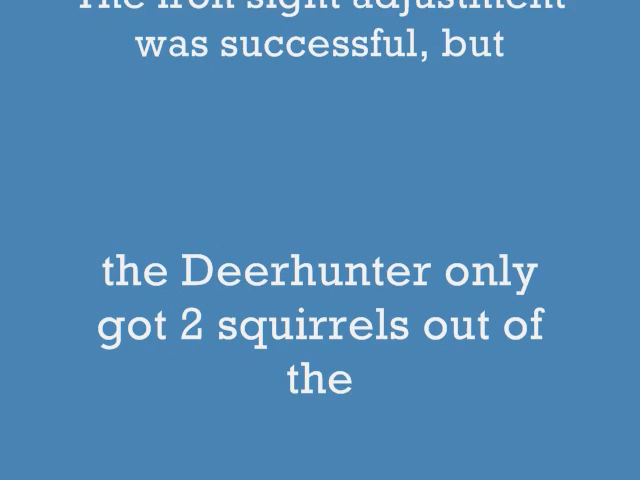 The iron sight adjustment
was successful, but
the Deerhunter only
got 2 squirrels out of
the